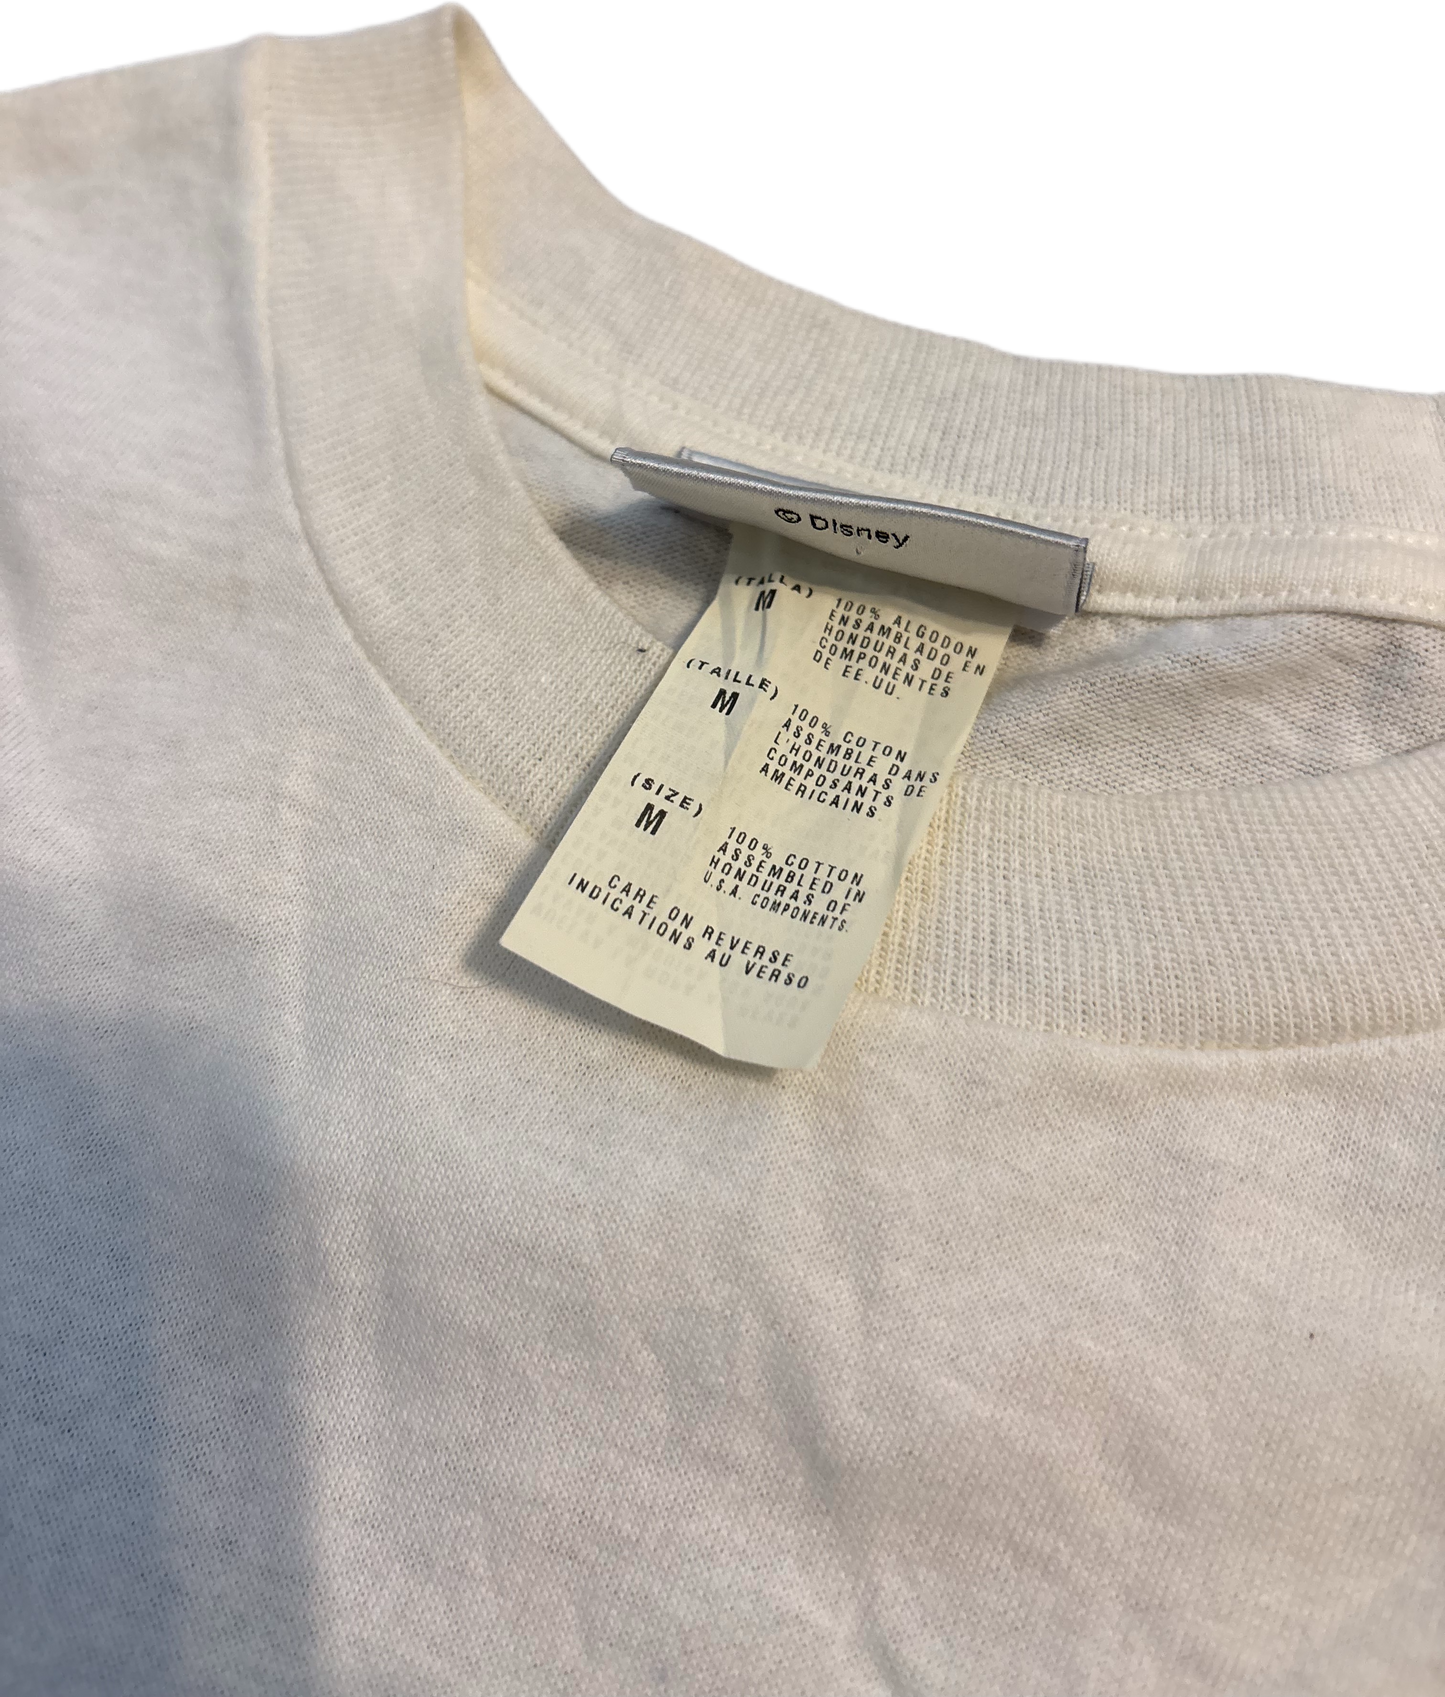 © Disney
(TALLA)
M
100% ALGODON
ENSAMBLADO EN
HONDURAS DE
COMPONENTES
DE EE.UU.
(TAILLE)
M
100% COTON
ASSEMBLE DANS
L'HONDURAS DE
COMPOSANTS
AMERICAINS
(SIZE)
M
100% COTTON
ASSEMBLED IN
HONDURAS OF
U.S.A. COMPONENTS.
CARE ON REVERSE
INDICATIONS AU VERSO